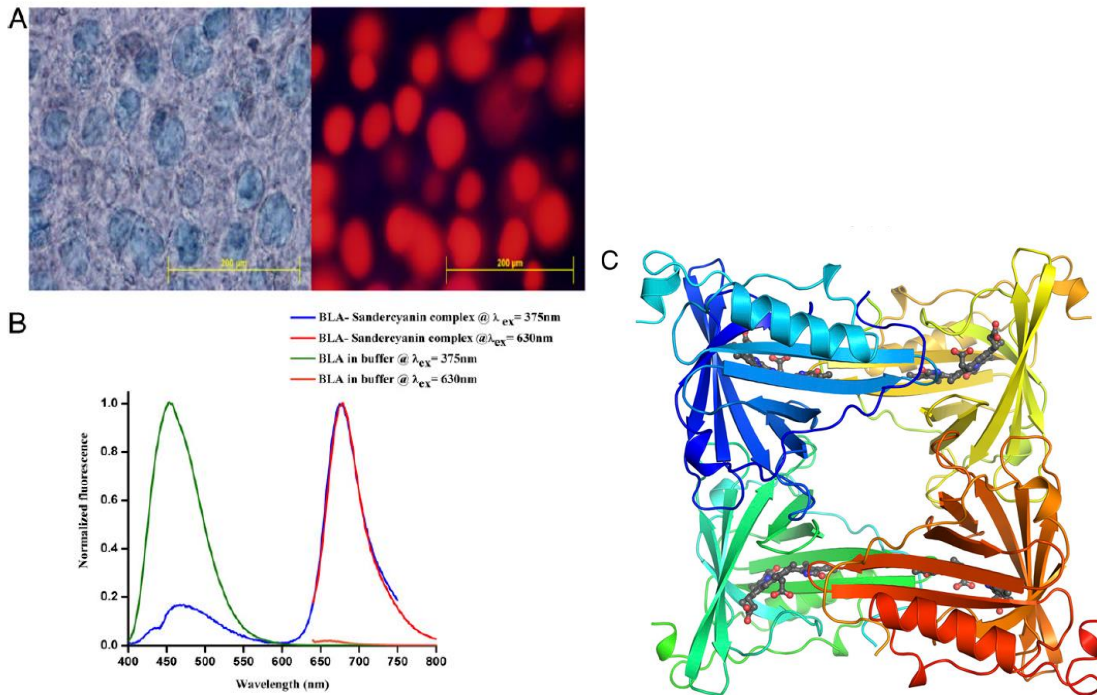 A
200 µm
200 µm
B
BLA- Sandercyanin complex @ λex= 375nm
BLA- Sandercyanin complex @λex= 630nm
BLA in buffer @ λex= 375nm
BLA in buffer @ λex= 630nm
Normalized fluorescence
1.0
0.8
0.6
0.4
0.2
0.0
400 450 500 550 600 650 700 750 800
Wavelength (nm)
C